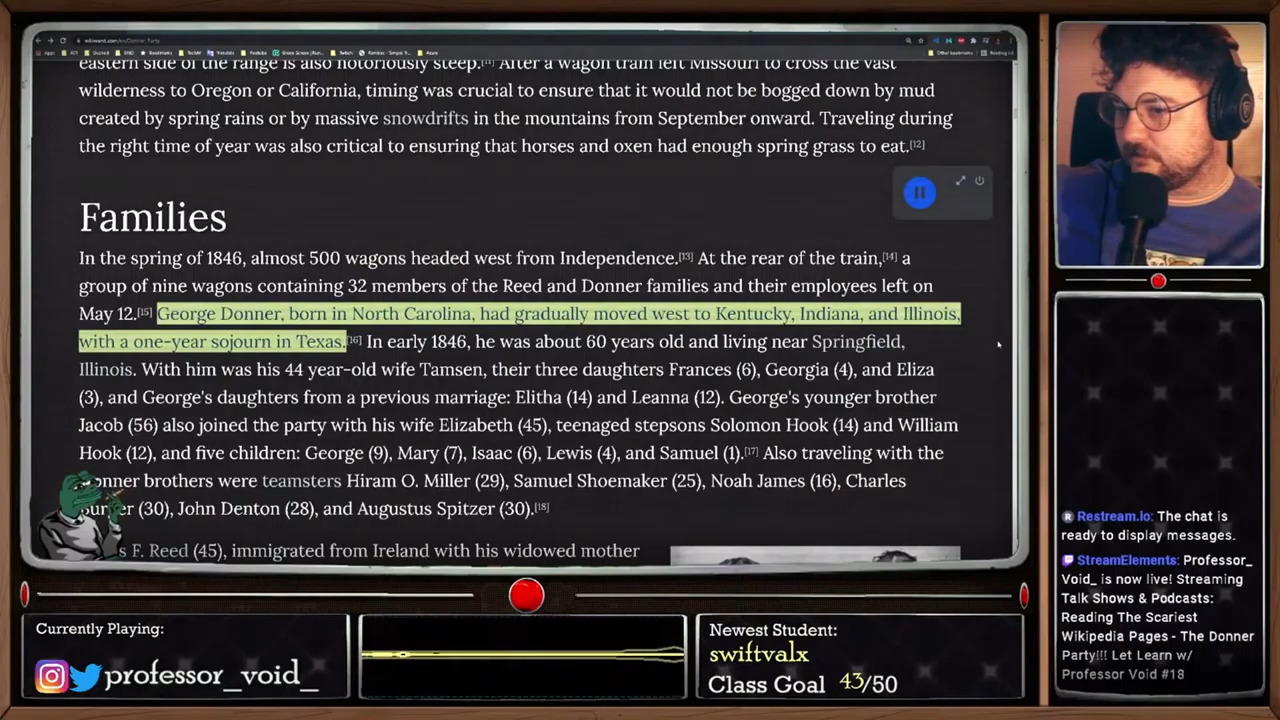 wikiwand.com/en/Donner_Party
Other bookmarks
Reading list
eastern side of the range is also notoriously steep.[11] After a wagon train left Missouri to cross the vast
wilderness to Oregon or California, timing was crucial to ensure that it would not be bogged down by mud
created by spring rains or by massive snowdrifts in the mountains from September onward. Traveling during
the right time of year was also critical to ensuring that horses and oxen had enough spring grass to eat.[12]
Families
In the spring of 1846, almost 500 wagons headed west from Independence.[13] At the rear of the train,[14] a
group of nine wagons containing 32 members of the Reed and Donner families and their employees left on
May 12.[15] George Donner, born in North Carolina, had gradually moved west to Kentucky, Indiana, and Illinois,
with a one-year sojourn in Texas.[16] In early 1846, he was about 60 years old and living near Springfield,
Illinois. With him was his 44 year-old wife Tamsen, their three daughters Frances (6), Georgia (4), and Eliza
(3), and George's daughters from a previous marriage: Elitha (14) and Leanna (12). George's younger brother
Jacob (56) also joined the party with his wife Elizabeth (45), teenaged stepsons Solomon Hook (14) and William
Hook (12), and five children: George (9), Mary (7), Isaac (6), Lewis (4), and Samuel (1).[17] Also traveling with the
onner brothers were teamsters Hiram O. Miller (29), Samuel Shoemaker (25), Noah James (16), Charles
(30), John Denton (28), and Augustus Spitzer (30).[18]
s F. Reed (45), immigrated from Ireland with his widowed mother
Currently Playing:
professor_void_
Newest Student:
swiftvalx
Class Goal 43/50
Restream.io: The chat is
ready to display messages.
StreamElements: Professor_
Void_ is now live! Streaming
Talk Shows & Podcasts:
Reading The Scariest
Wikipedia Pages - The Donner
Party!!! Let Learn w/
Professor Void #18